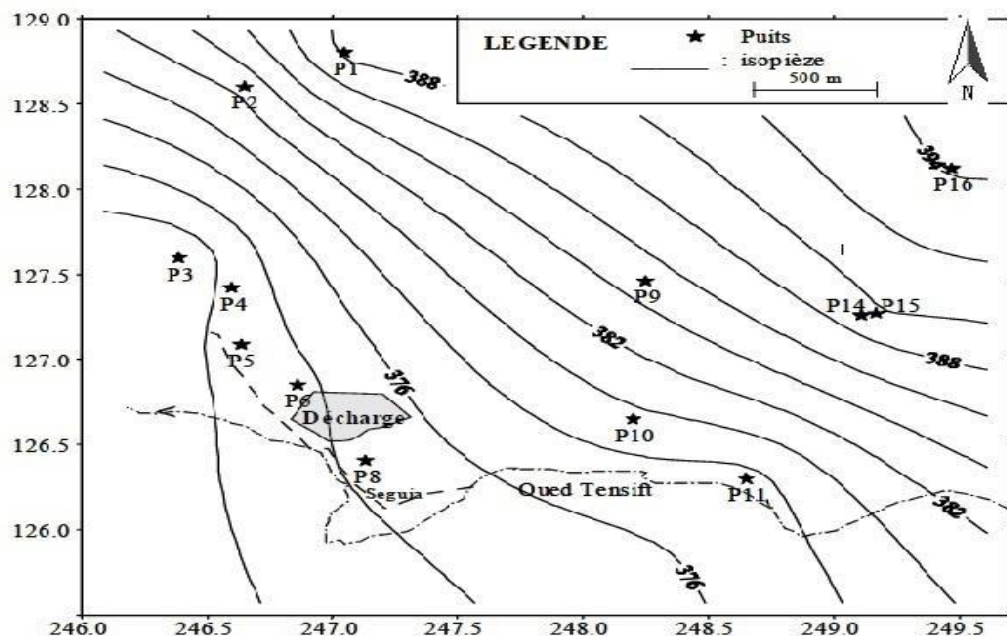 129.0
LEGENDE
Puits
: isopièze
500 m
N
P1
388
P2
128.5
394
P16
128.0
127.5
P3
P4
P9
P14
P15
127.0
P5
382
388
P6
376
Décharge
126.5
P10
P8
Seguia
Oued Tensift
P11
382
126.0
376
246.0 246.5 247.0 247.5 248.0 248.5 249.0 249.5